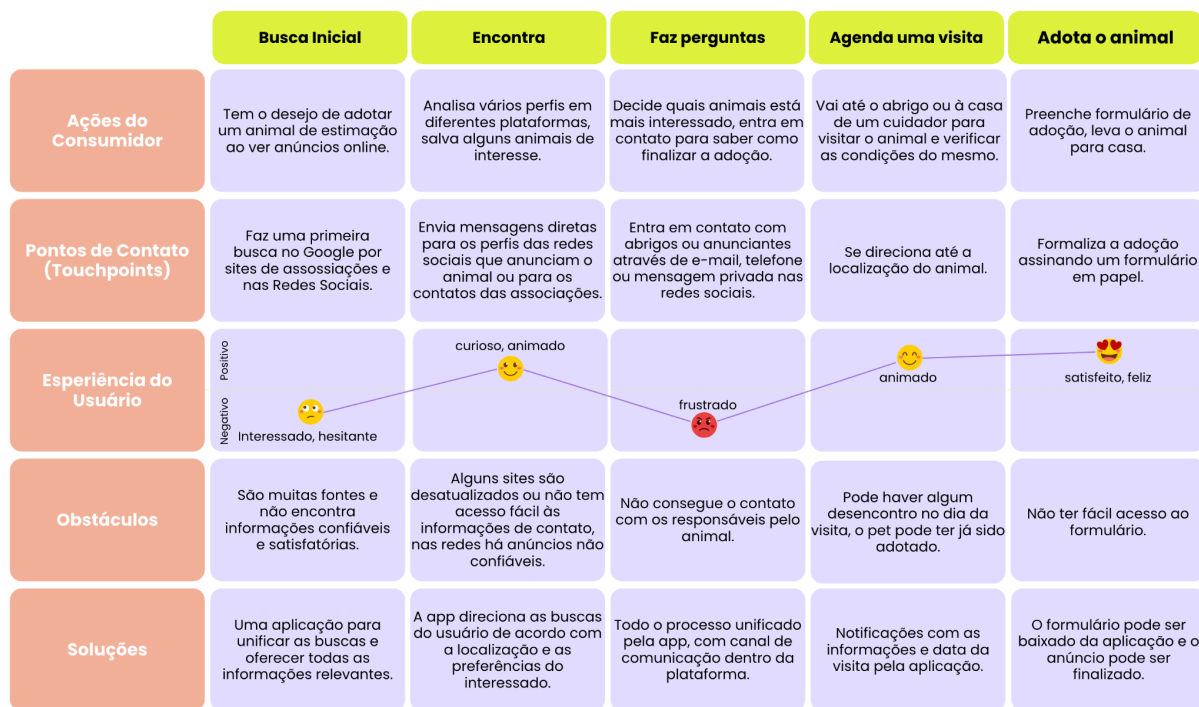 Busca Inicial
Encontra
Faz perguntas
Agenda uma visita
Adota o animal
Ações do
Consumidor
Tem o desejo de adotar
um animal de estimação
ao ver anúncios online.
Analisa vários perfis em
diferentes plataformas,
salva alguns animais de
interesse.
Decide quais animais está
mais interessado, entra em
contato para saber como
finalizar a adoção.
Vai até o abrigo ou à casa
de um cuidador para
visitar o animal e verificar
as condições do mesmo.
Preenche formulário de
adoção, leva o animal
para casa.
Pontos de Contato
(Touchpoints)
Faz uma primeira
busca no Google por
sites de assossiações e
nas Redes Sociais.
Envia mensagens diretas
para os perfis das redes
sociais que anunciam o
animal ou para os
contatos das associações.
Entra em contato com
abrigos ou anunciantes
através de e-mail, telefone
ou mensagem privada nas
redes sociais.
Se direciona até a
localização do animal.
Formaliza a adoção
assinando um formulário
em papel.
Esperiência do
Usuário
Positivo
Negativo
Interessado, hesitante
curioso, animado
frustrado
animado
satisfeito, feliz
Obstáculos
São muitas fontes e
não encontra
informações confiáveis
e satisfatórias.
Alguns sites são
desatualizados ou não tem
acesso fácil às
informações de contato,
nas redes há anúncios não
confiáveis.
Não consegue o contato
com os responsáveis pelo
animal.
Pode haver algum
desencontro no dia da
visita, o pet pode ter já sido
adotado.
Não ter fácil acesso ao
formulário.
Soluções
Uma aplicação para
unificar as buscas e
oferecer todas as
informações relevantes.
A app direciona as buscas
do usuário de acordo com
a localização e as
preferências do
interessado.
Todo o processo unificado
pela app, com canal de
comunicação dentro da
plataforma.
Notificações com as
informações e data da
visita pela aplicação.
O formulário pode ser
baixado da aplicação e o
anúncio pode ser
finalizado.